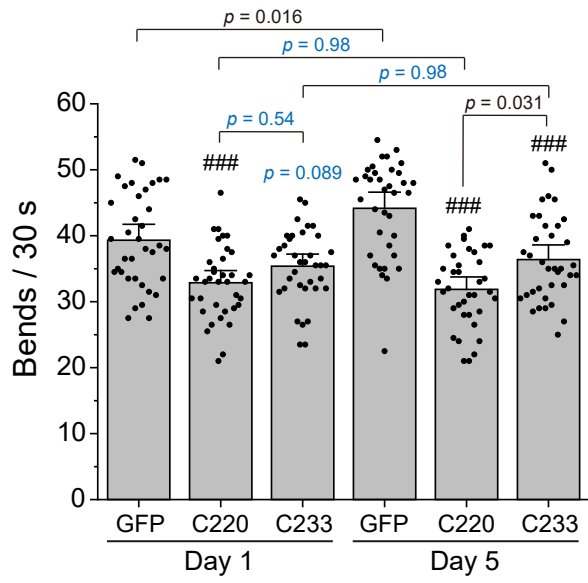 p = 0.016
p = 0.98
p = 0.98
p = 0.54
p = 0.031
###
p = 0.089
###
###
Bends / 30 s
60
50
40
30
20
10
0
GFP C220 C233 GFP C220 C233
Day 1 Day 5